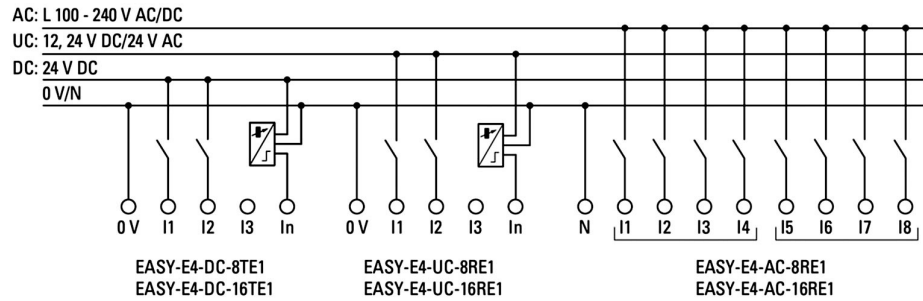 AC: L 100 - 240 V AC/DC
UC: 12, 24 V DC/24 V AC
DC: 24 V DC
0 V/N
0 V I1 I2 I3 In 0 V I1 I2 I3 In N I1 I2 I3 I4 I5 I6 I7 I8
EASY-E4-DC-8TE1 EASY-E4-UC-8RE1 EASY-E4-AC-8RE1
EASY-E4-DC-16TE1 EASY-E4-UC-16RE1 EASY-E4-AC-16RE1